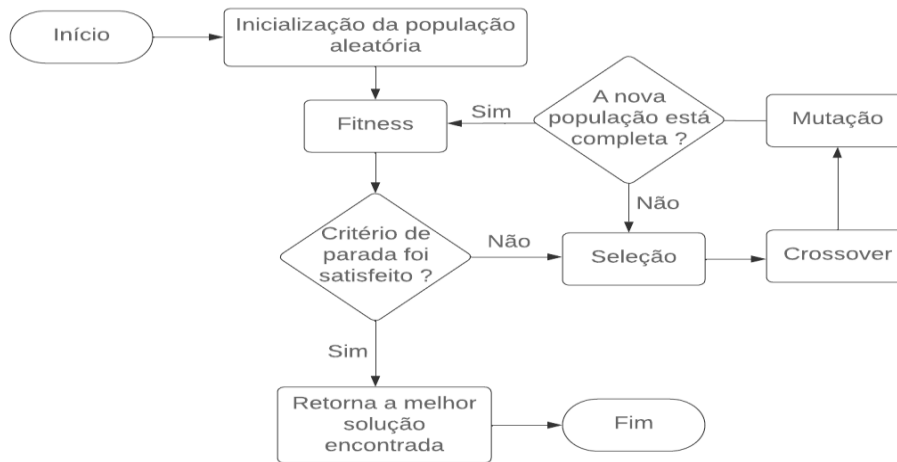 Início
Inicialização da população
aleatória
Fitness
Sim
A nova
população está
completa ?
Mutação
Não
Critério de
parada foi
satisfeito ?
Não
Seleção
Crossover
Sim
Retorna a melhor
solução
encontrada
Fim